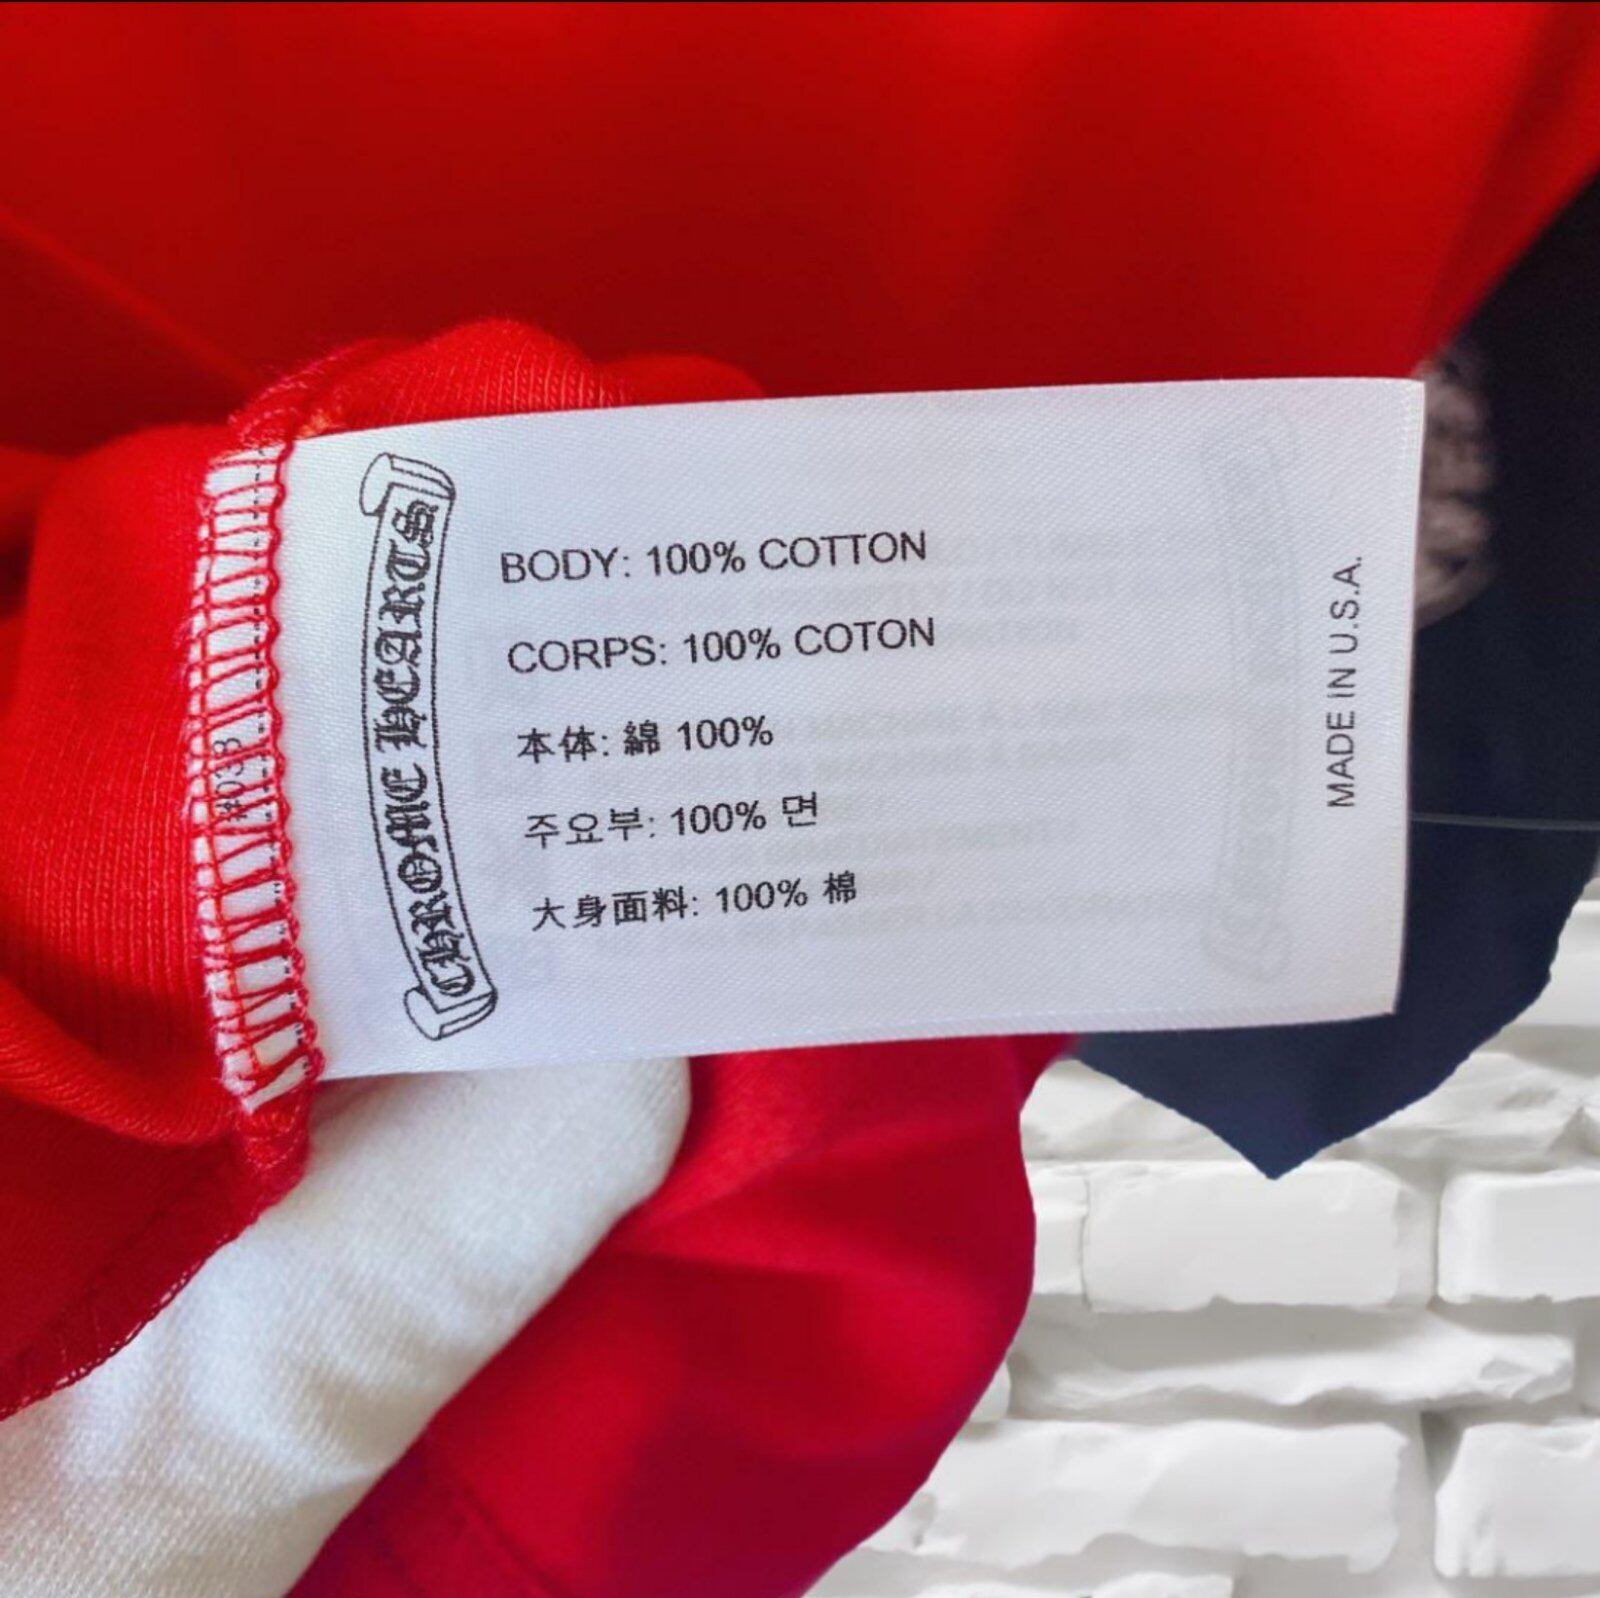 CHROME HEARTS
BODY: 100% COTTON
CORPS: 100% COTON
本体: 綿 100%
주요부: 100% 면
大身面料: 100% 棉
MADE IN U.S.A.
#033